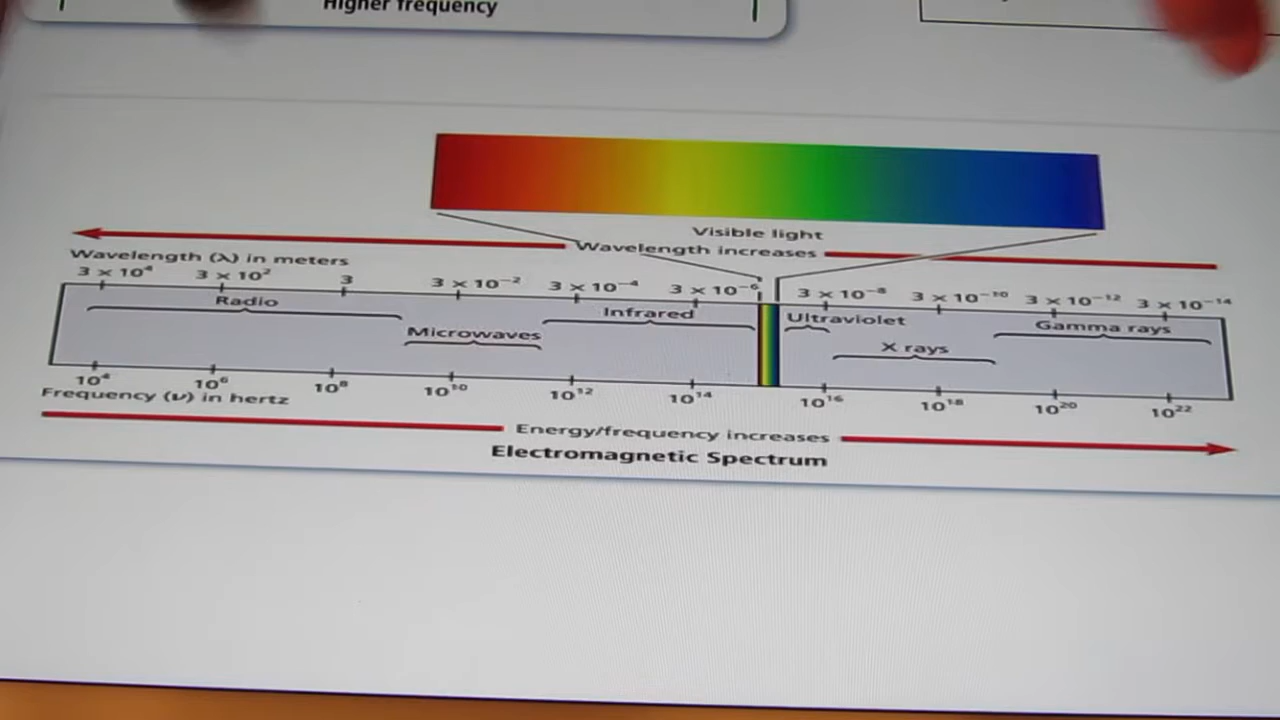 Higher frequency
Visible light
Wavelength increases
Wavelength (λ) in meters
3 × 10⁴ 3 × 10² 3 3 × 10⁻² 3 × 10⁻⁴ 3 × 10⁻⁶ 3 × 10⁻⁸ 3 × 10⁻¹⁰ 3 × 10⁻¹² 3 × 10⁻¹⁴
Radio Infrared Ultraviolet Gamma rays
Microwaves X rays
10⁴ 10⁶ 10⁸ 10¹⁰ 10¹² 10¹⁴ 10¹⁶ 10¹⁸ 10²⁰ 10²²
Frequency (ν) in hertz
Energy/frequency increases
Electromagnetic Spectrum